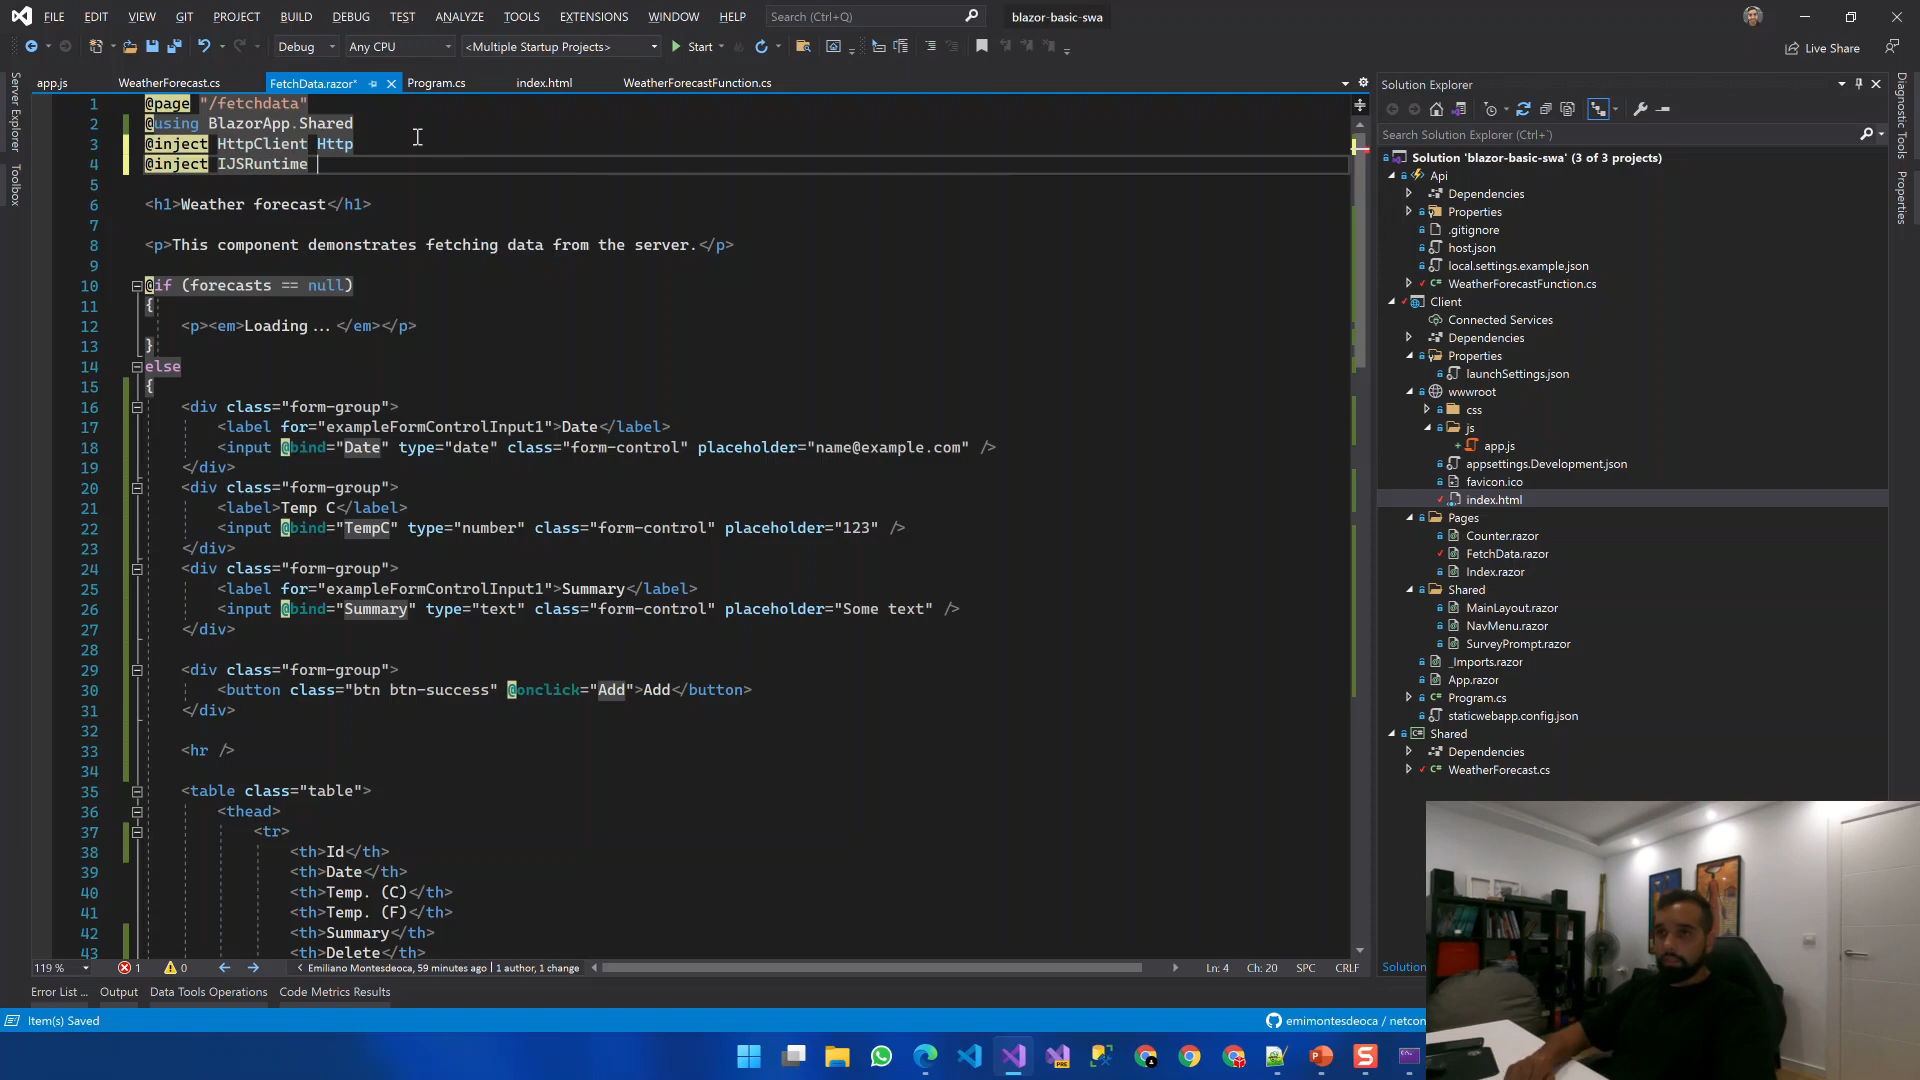 FILE EDIT VIEW GIT PROJECT BUILD DEBUG TEST ANALYZE TOOLS EXTENSIONS WINDOW HELP Search (Ctrl+Q) blazor-basic-swa
Debug Any CPU <Multiple Startup Projects> Start Live Share
Server Explorer
Toolbox
app.js WeatherForecast.cs FetchData.razor* Program.cs index.html WeatherForecastFunction.cs
1 @page "/fetchdata"
2 @using BlazorApp.Shared
3 @inject HttpClient Http
4 @inject IJSRuntime
5
6 <h1>Weather forecast</h1>
7
8 <p>This component demonstrates fetching data from the server.</p>
9
10 @if (forecasts == null)
11 {
12 <p><em>Loading...</em></p>
13 }
14 else
15 {
16 <div class="form-group">
17 <label for="exampleFormControlInput1">Date</label>
18 <input @bind="Date" type="date" class="form-control" placeholder="name@example.com" />
19 </div>
20 <div class="form-group">
21 <label>Temp C</label>
22 <input @bind="TempC" type="number" class="form-control" placeholder="123" />
23 </div>
24 <div class="form-group">
25 <label for="exampleFormControlInput1">Summary</label>
26 <input @bind="Summary" type="text" class="form-control" placeholder="Some text" />
27 </div>
28
29 <div class="form-group">
30 <button class="btn btn-success" @onclick="Add">Add</button>
31 </div>
32
33 <hr />
34
35 <table class="table">
36 <thead>
37 <tr>
38 <th>Id</th>
39 <th>Date</th>
40 <th>Temp. (C)</th>
41 <th>Temp. (F)</th>
42 <th>Summary</th>
43 <th>Delete</th>
119 % 1 0 Emiliano Montesdeoca, 59 minutes ago | 1 author, 1 change Ln: 4 Ch: 20 SPC CRLF
Error List ... Output Data Tools Operations Code Metrics Results
Item(s) Saved emimontesdeoca / netcon
Solution Explorer
Search Solution Explorer (Ctrl+`)
Solution 'blazor-basic-swa' (3 of 3 projects)
Api
Dependencies
Properties
.gitignore
host.json
local.settings.example.json
C# WeatherForecastFunction.cs
Client
Connected Services
Dependencies
Properties
launchSettings.json
wwwroot
css
js
app.js
appsettings.Development.json
favicon.ico
index.html
Pages
Counter.razor
FetchData.razor
Index.razor
Shared
MainLayout.razor
NavMenu.razor
SurveyPrompt.razor
_Imports.razor
App.razor
C# Program.cs
staticwebapp.config.json
C# Shared
Dependencies
C# WeatherForecast.cs
Solution
Diagnostic Tools
Properties
PRE